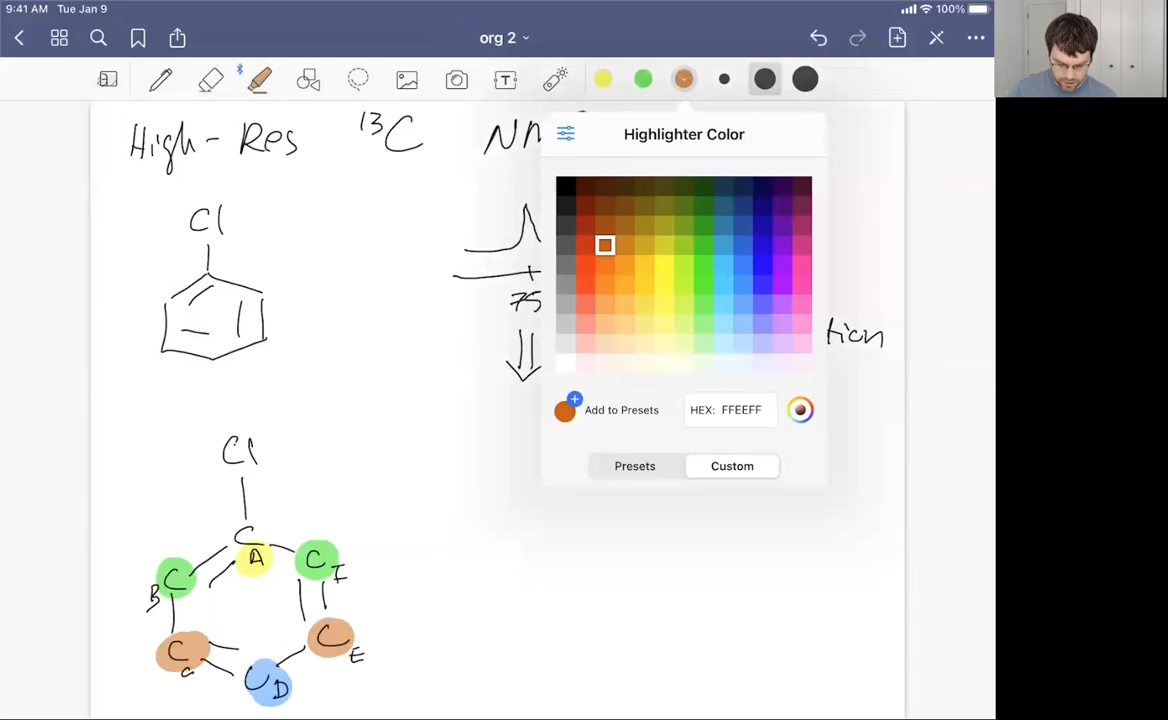 9:41 AM Tue Jan 9
100%
org 2
T
High-Res 13C NM
Highlighter Color
Cl
75
tion
Add to Presets
HEX: FFEEFF
Presets
Custom
Cl
C
A
C
F
C
B
C
C
C
E
C
D